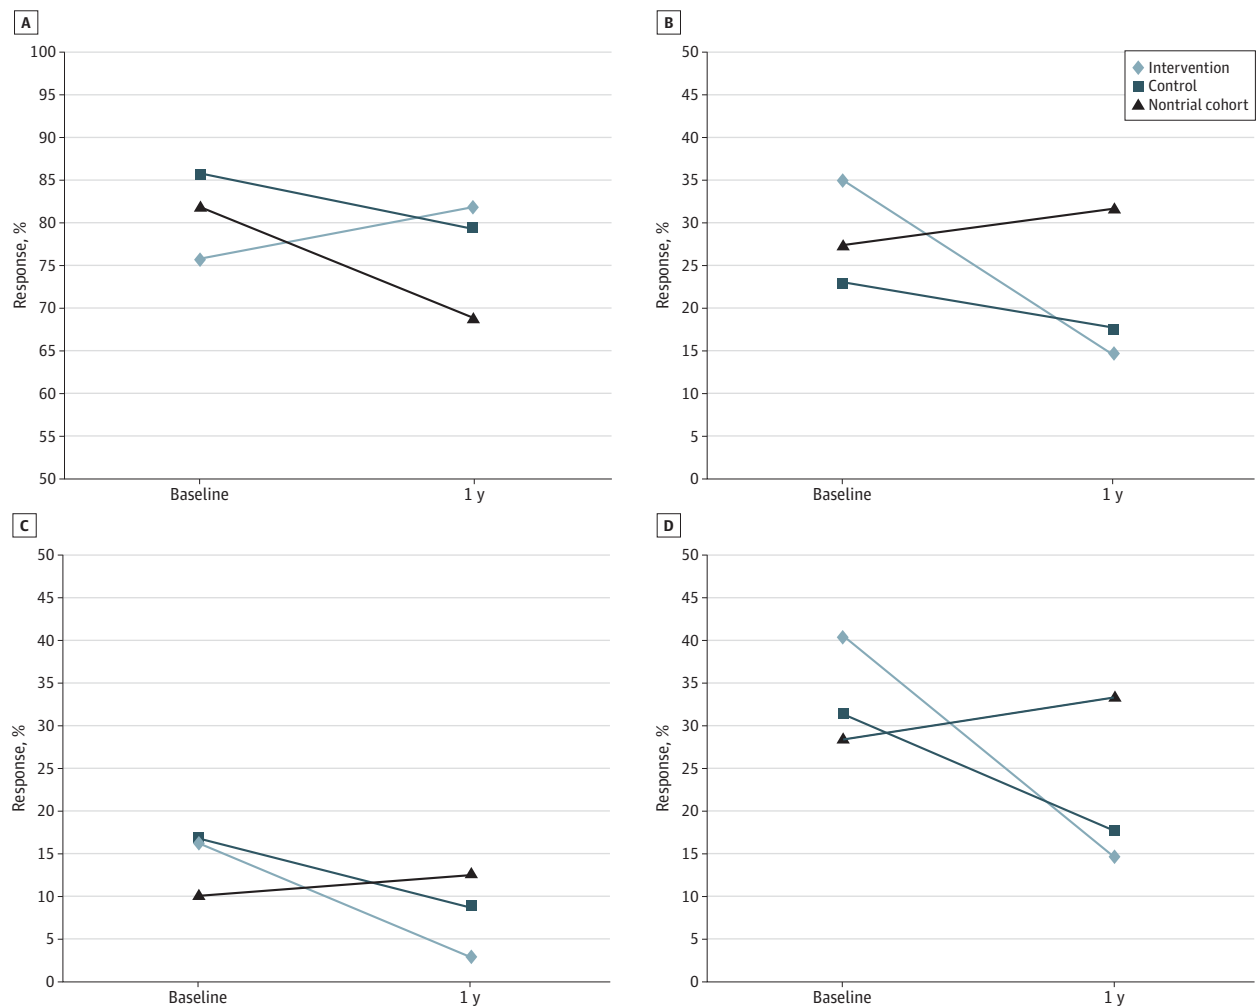 A
100
95
90
85
80
75
70
65
60
55
50
Response, %
Baseline 1 y
B
50
45
40
35
30
25
20
15
10
5
0
Response, %
Baseline 1 y
Intervention
Control
Nontrial cohort
C
50
45
40
35
30
25
20
15
10
5
0
Response, %
Baseline 1 y
D
50
45
40
35
30
25
20
15
10
5
0
Response, %
Baseline 1 y